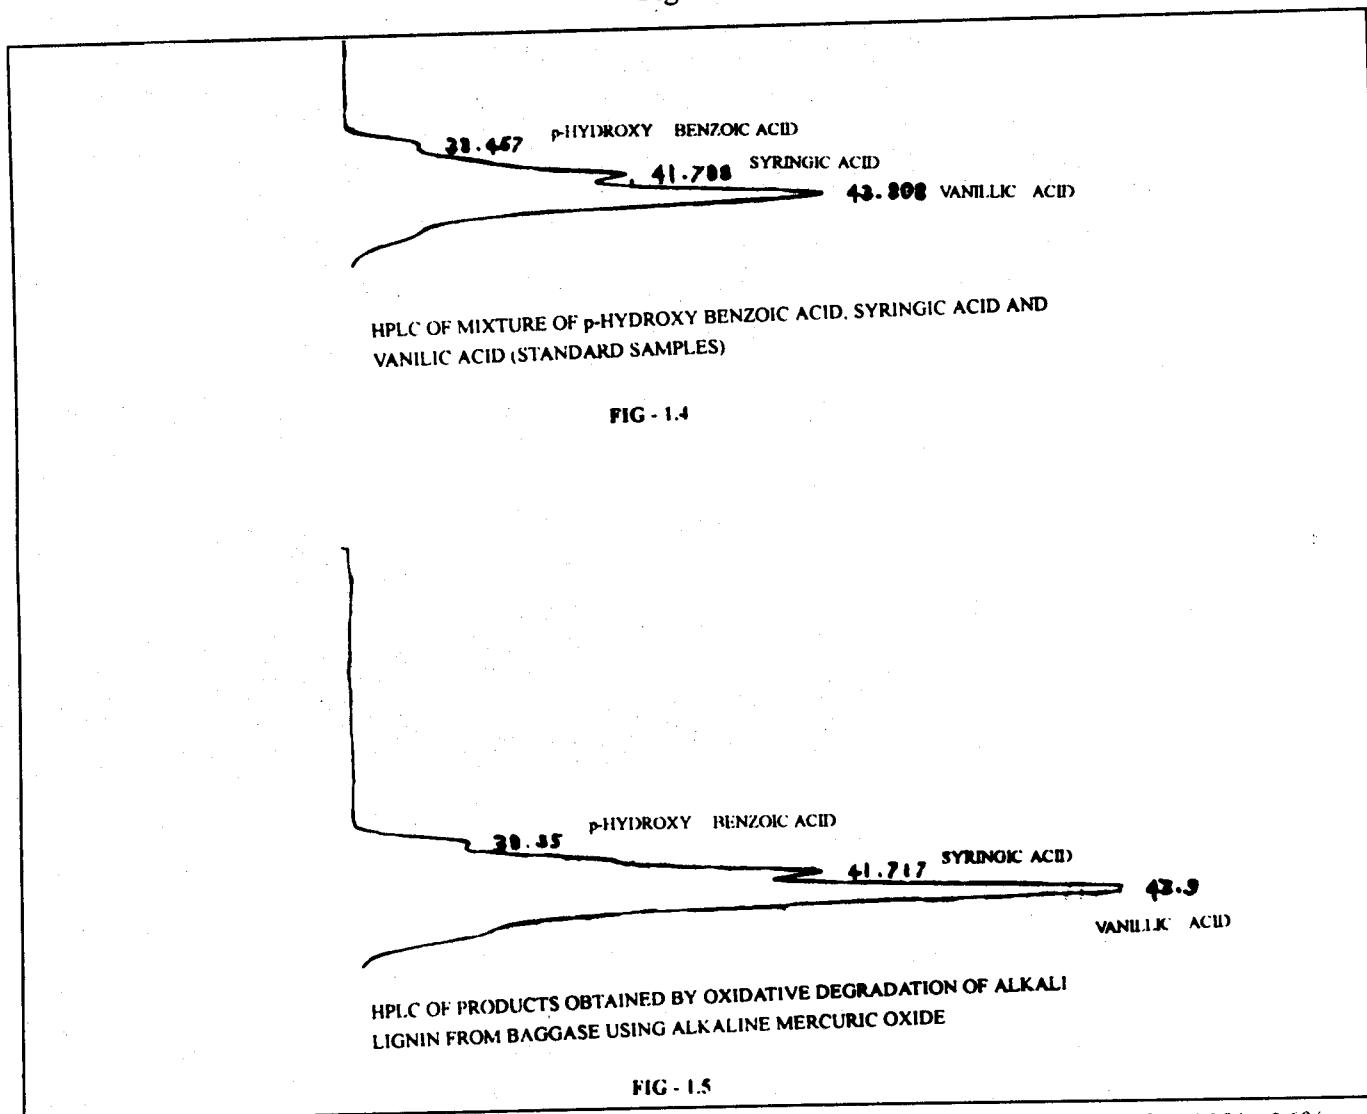 38.467 p-HYDROXY BENZOIC ACID
41.788 SYRINGIC ACID
43.808 VANILLIC ACID
HPLC OF MIXTURE OF p-HYDROXY BENZOIC ACID, SYRINGIC ACID AND
VANILIC ACID (STANDARD SAMPLES)
FIG - 1.4
p-HYDROXY BENZOIC ACID
41.717 SYRINGIC ACID
43.9
VANILLIC ACID
HPLC OF PRODUCTS OBTAINED BY OXIDATIVE DEGRADATION OF ALKALI
LIGNIN FROM BAGGASE USING ALKALINE MERCURIC OXIDE
FIG - 1.5